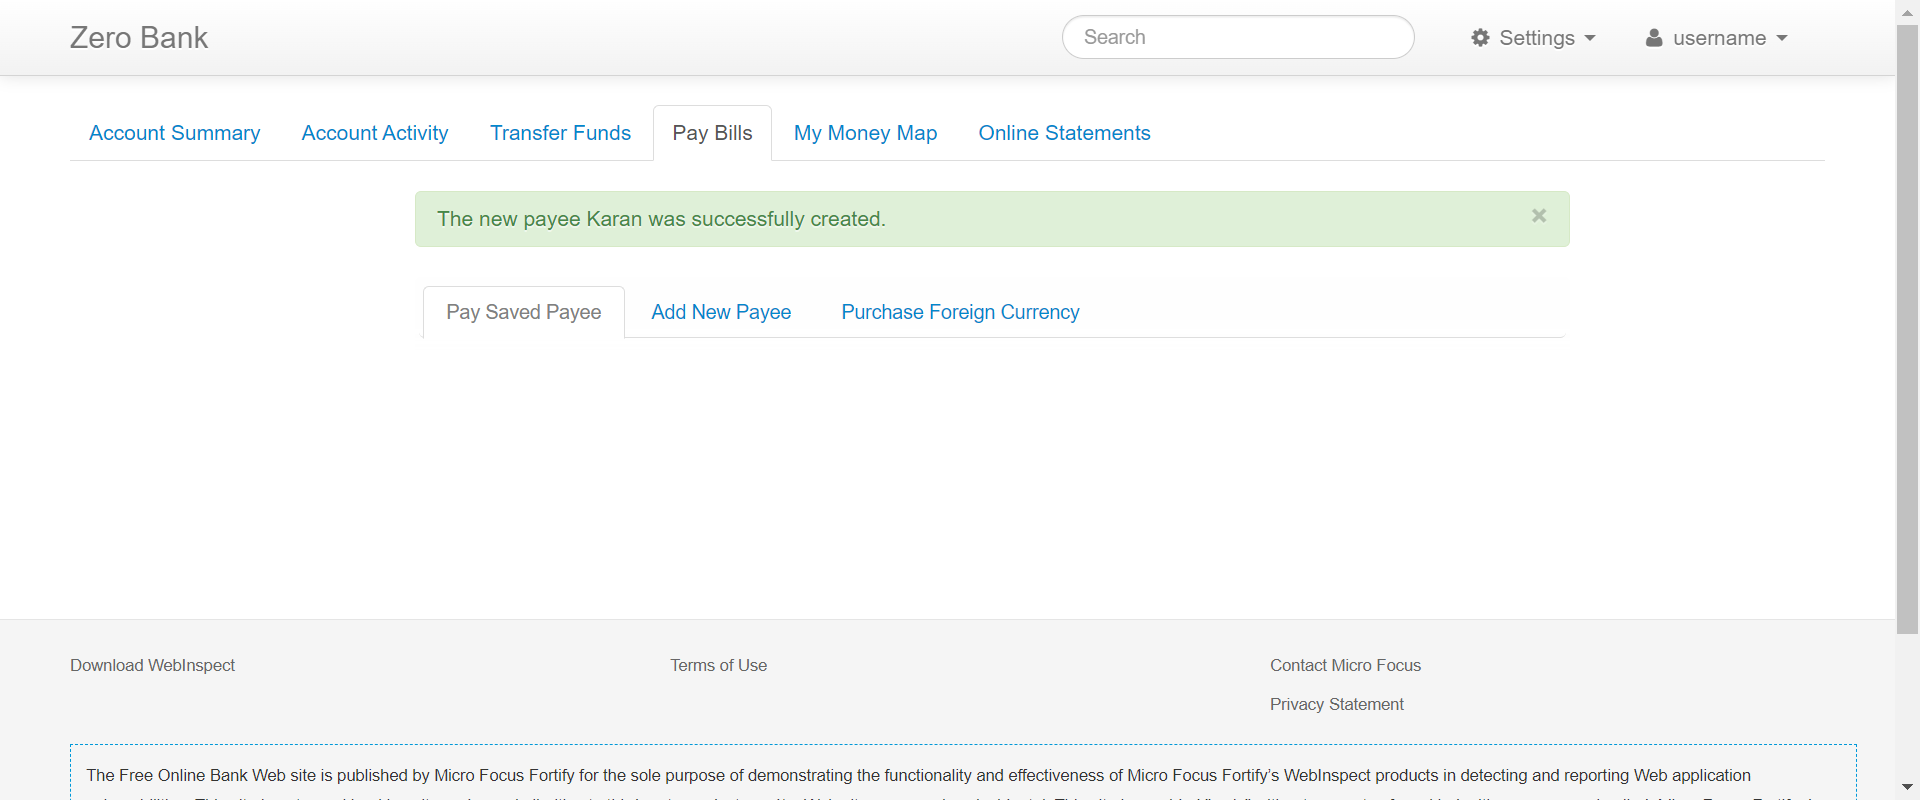 Zero Bank
Search
Settings
username
Account Summary
Account Activity
Transfer Funds
Pay Bills
My Money Map
Online Statements
The new payee Karan was successfully created.
×
Pay Saved Payee
Add New Payee
Purchase Foreign Currency
Download WebInspect
Terms of Use
Contact Micro Focus
Privacy Statement
The Free Online Bank Web site is published by Micro Focus Fortify for the sole purpose of demonstrating the functionality and effectiveness of Micro Focus Fortify’s WebInspect products in detecting and reporting Web application